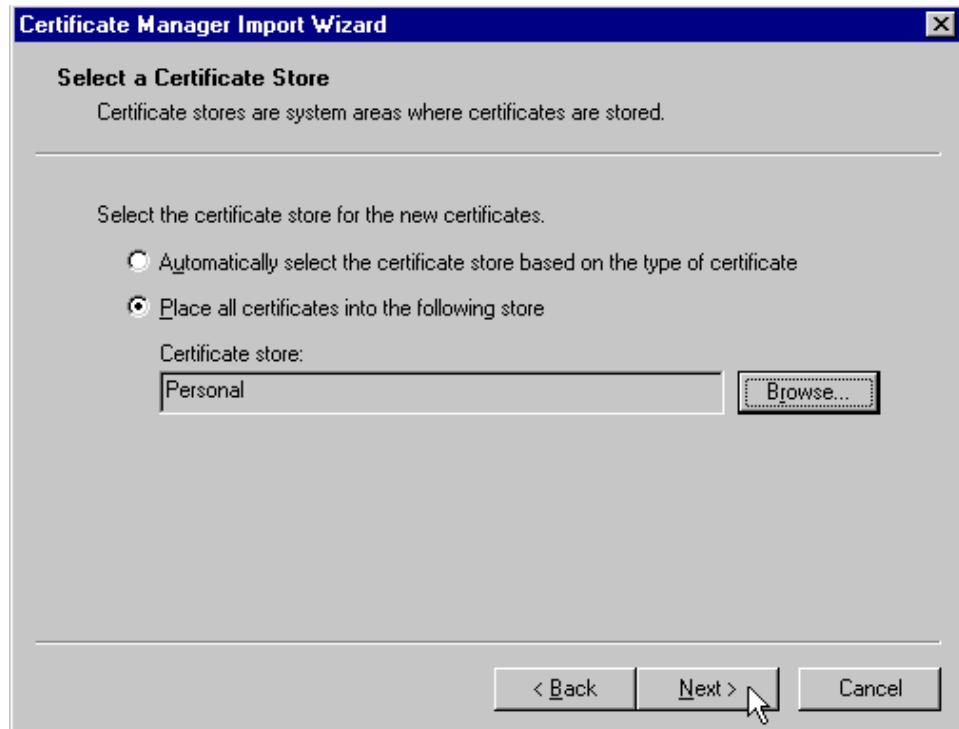 Certificate Manager Import Wizard
Select a Certificate Store
Certificate stores are system areas where certificates are stored.
Select the certificate store for the new certificates.
Automatically select the certificate store based on the type of certificate
Place all certificates into the following store
Certificate store:
Personal
Browse...
< Back
Next >
Cancel